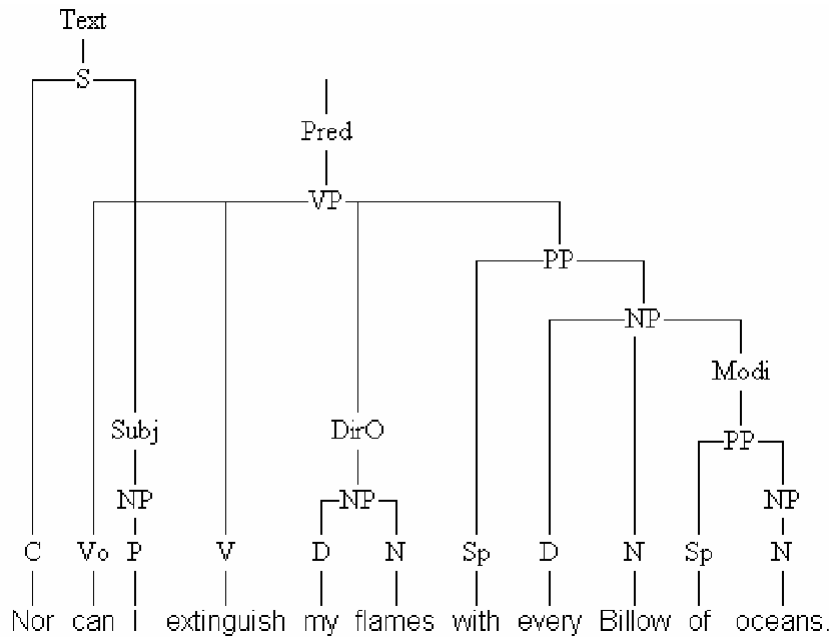 Text
S
Pred
VP
PP
NP
Modi
Subj DirO PP
NP NP NP
C Vo P V D N Sp D N Sp N
Nor can I extinguish my flames with every Billow of oceans.